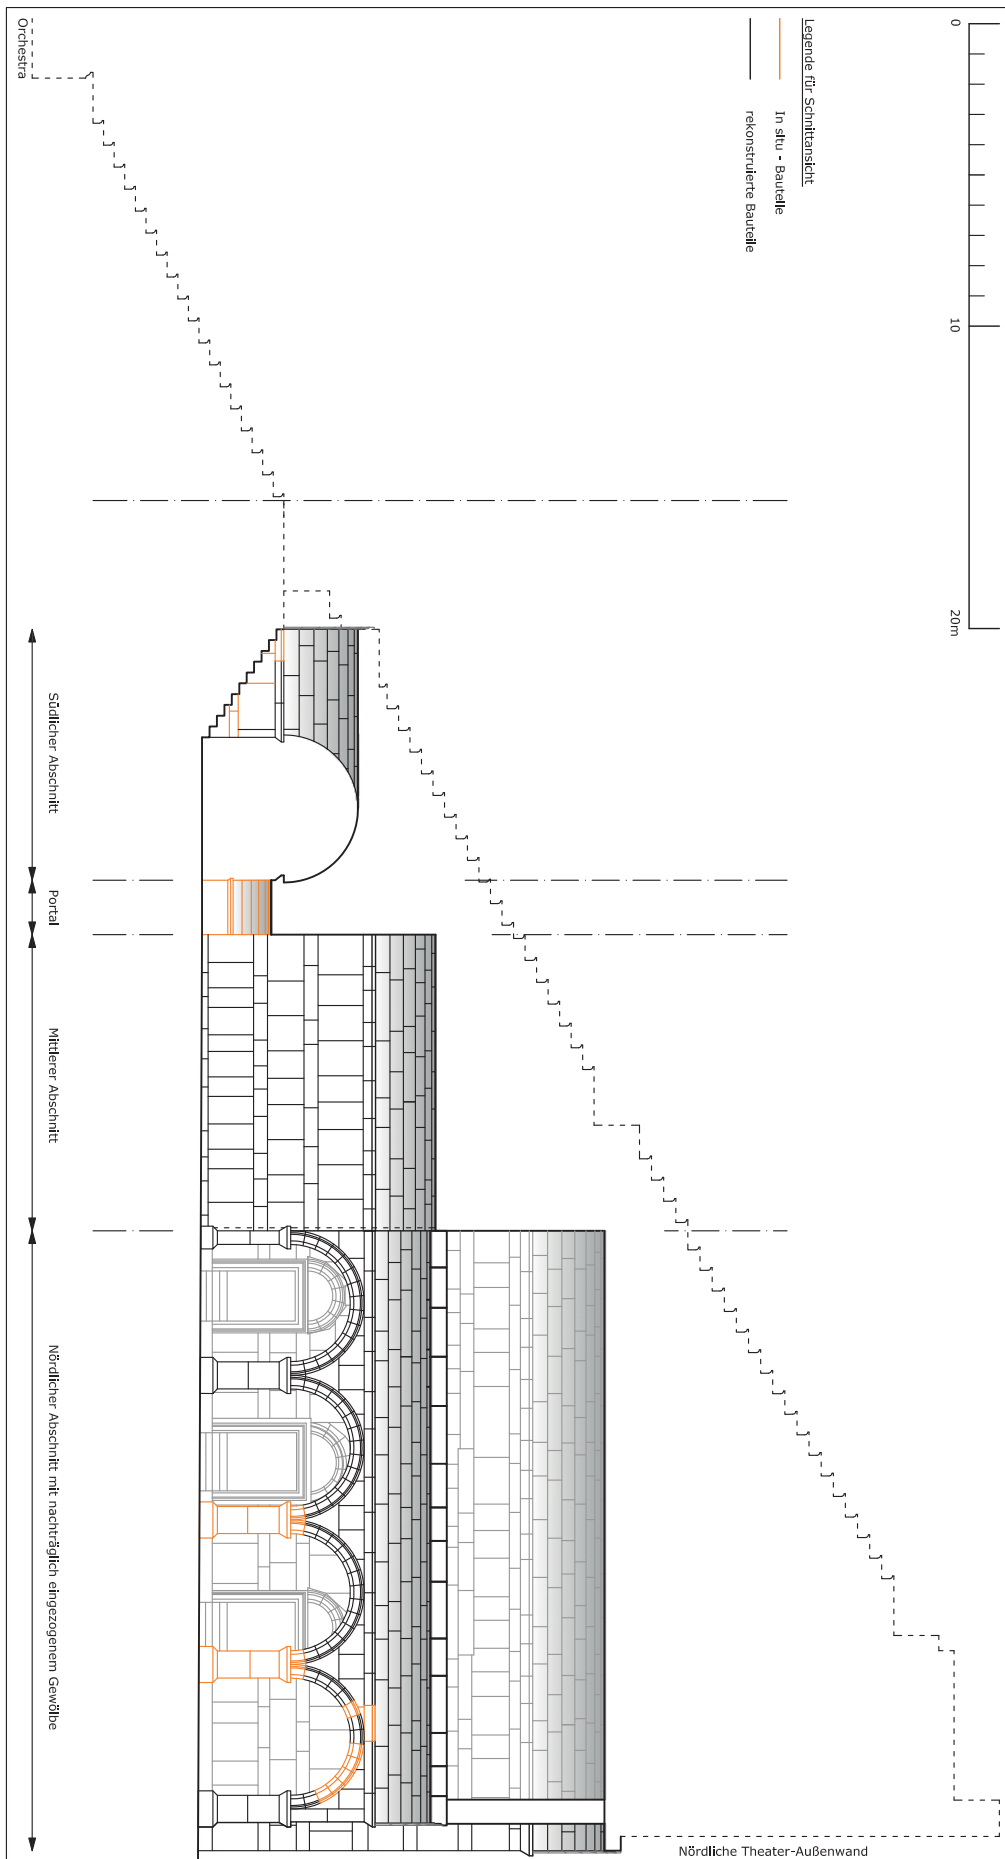 Orchestra
Legende für Schnittansicht
In situ - Bauteile
rekonstruierte Bauteile
0
10
20m
Südlicher Abschnitt
Portal
Mittlerer Abschnitt
Nördlicher Abschnitt mit nachträglich eingezogenem Gewölbe
Nördliche Theater-Außenwand